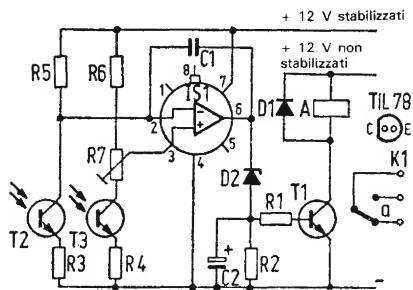 + 12 V stabilizzati
+ 12 V non
stabilizzati
R5
R6
C1
8
7
1
IS1
2
6
3
4
5
R7
D1
A
TiL 78
C
E
K1
D2
T1
a
R1
T2
T3
R3
R4
+
C2
R2
−